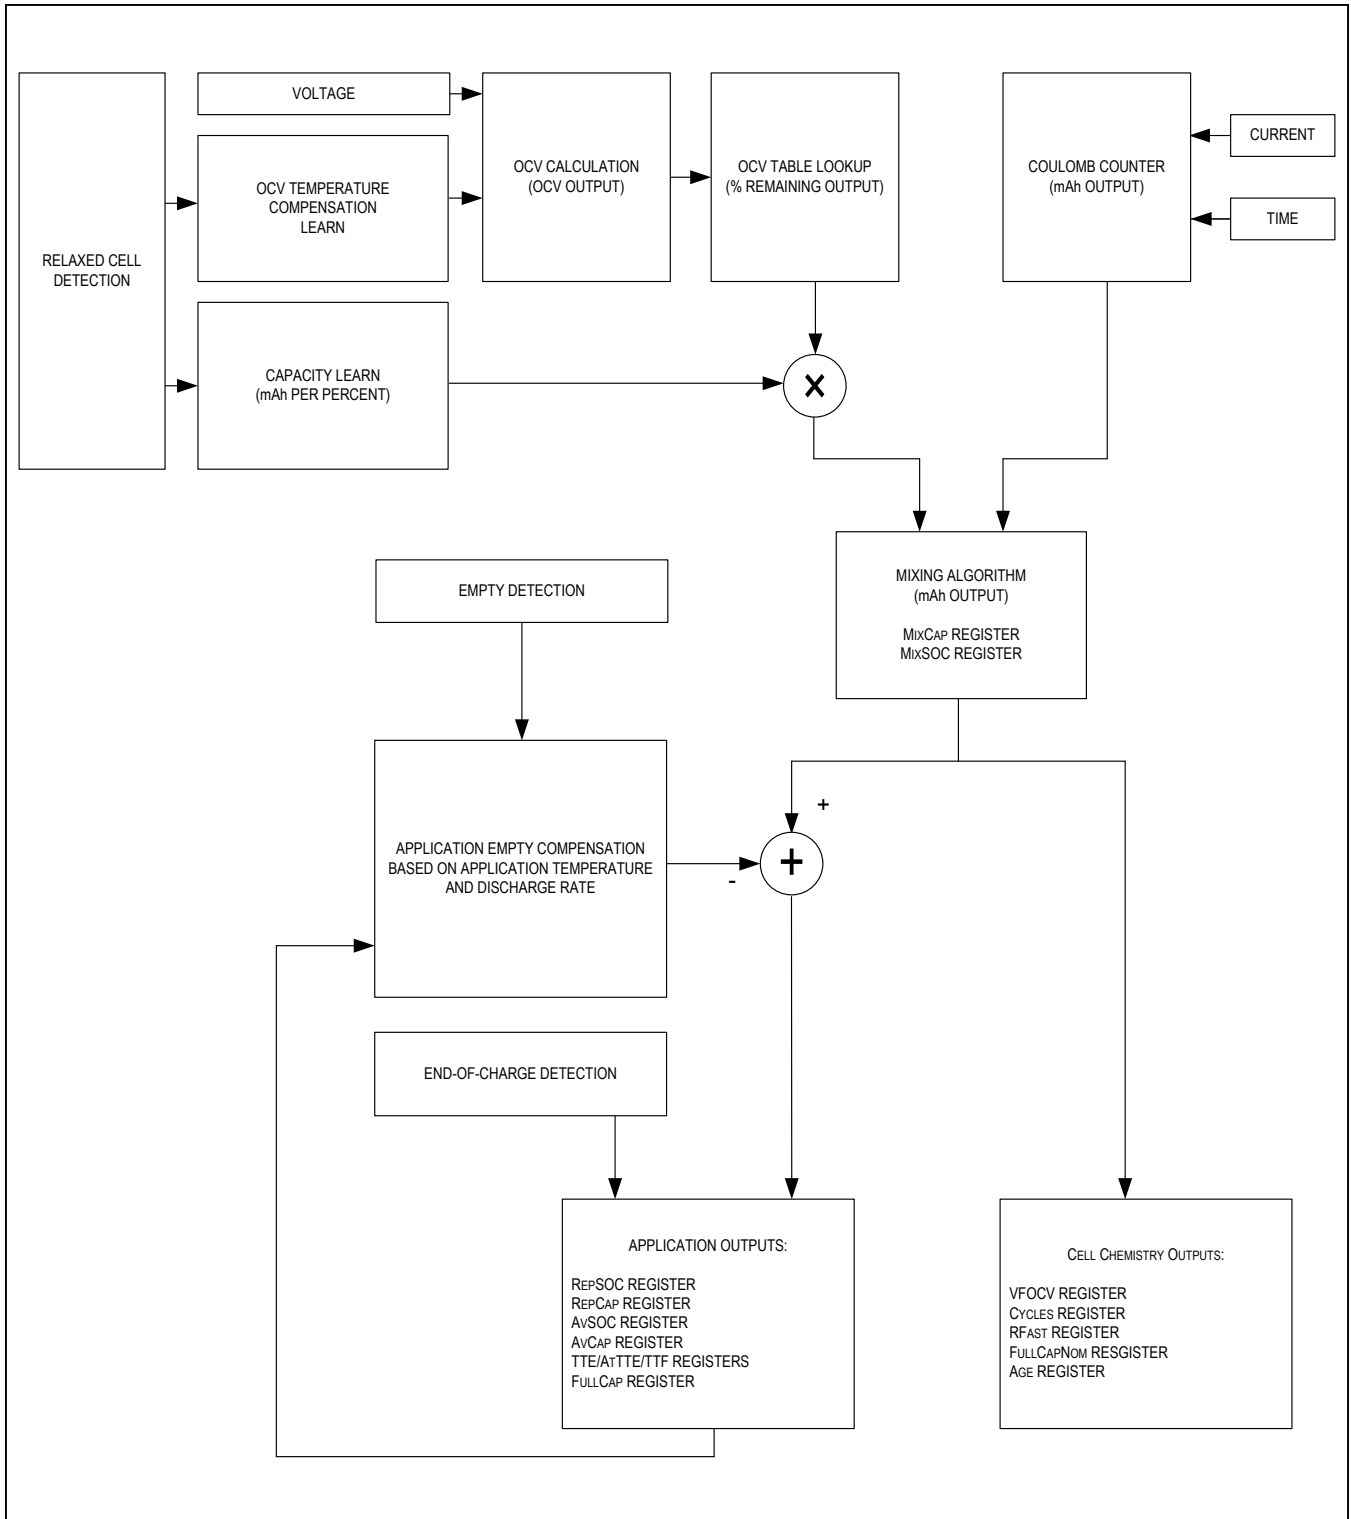 VOLTAGE
OCV TEMPERATURE
COMPENSATION
LEARN
OCV CALCULATION
(OCV OUTPUT)
OCV TABLE LOOKUP
(% REMAINING OUTPUT)
COULOMB COUNTER
(mAh OUTPUT)
CURRENT
TIME
RELAXED CELL
DETECTION
CAPACITY LEARN
(mAh PER PERCENT)
×
MIXING ALGORITHM
(mAh OUTPUT)
MIXCAP REGISTER
MIXSOC REGISTER
EMPTY DETECTION
APPLICATION EMPTY COMPENSATION
BASED ON APPLICATION TEMPERATURE
AND DISCHARGE RATE
+
+
-
END-OF-CHARGE DETECTION
APPLICATION OUTPUTS:
REPSOC REGISTER
REPCAP REGISTER
AVSOC REGISTER
AVCAP REGISTER
TTE/ATTTE/TTF REGISTERS
FULLCAP REGISTER
CELL CHEMISTRY OUTPUTS:
VFOCV REGISTER
CYCLES REGISTER
RFAST REGISTER
FULLCAPNOM RESGISTER
AGE REGISTER